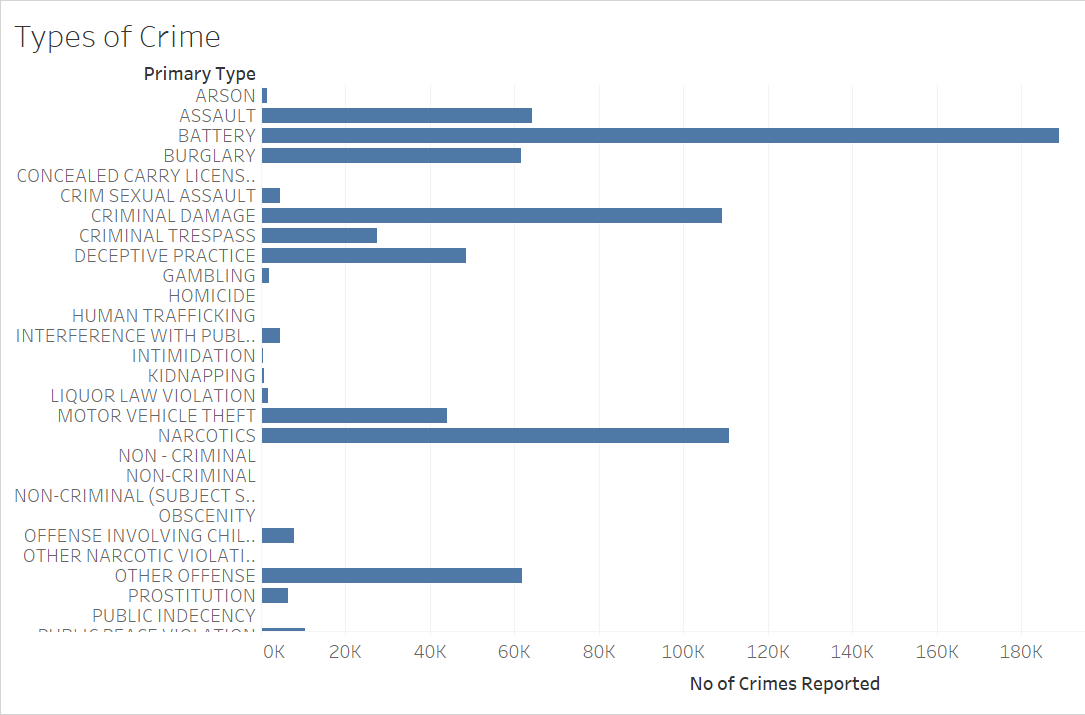 Types of Crime
Primary Type
ARSON
ASSAULT
BATTERY
BURGLARY
CONCEALED CARRY LICENS..
CRIM SEXUAL ASSAULT
CRIMINAL DAMAGE
CRIMINAL TRESPASS
DECEPTIVE PRACTICE
GAMBLING
HOMICIDE
HUMAN TRAFFICKING
INTERFERENCE WITH PUBL..
INTIMIDATION
KIDNAPPING
LIQUOR LAW VIOLATION
MOTOR VEHICLE THEFT
NARCOTICS
NON - CRIMINAL
NON-CRIMINAL
NON-CRIMINAL (SUBJECT S..
OBSCENITY
OFFENSE INVOLVING CHIL..
OTHER NARCOTIC VIOLATI..
OTHER OFFENSE
PROSTITUTION
PUBLIC INDECENCY
PUBLIC PEACE VIOLATION
0K 20K 40K 60K 80K 100K 120K 140K 160K 180K
No of Crimes Reported